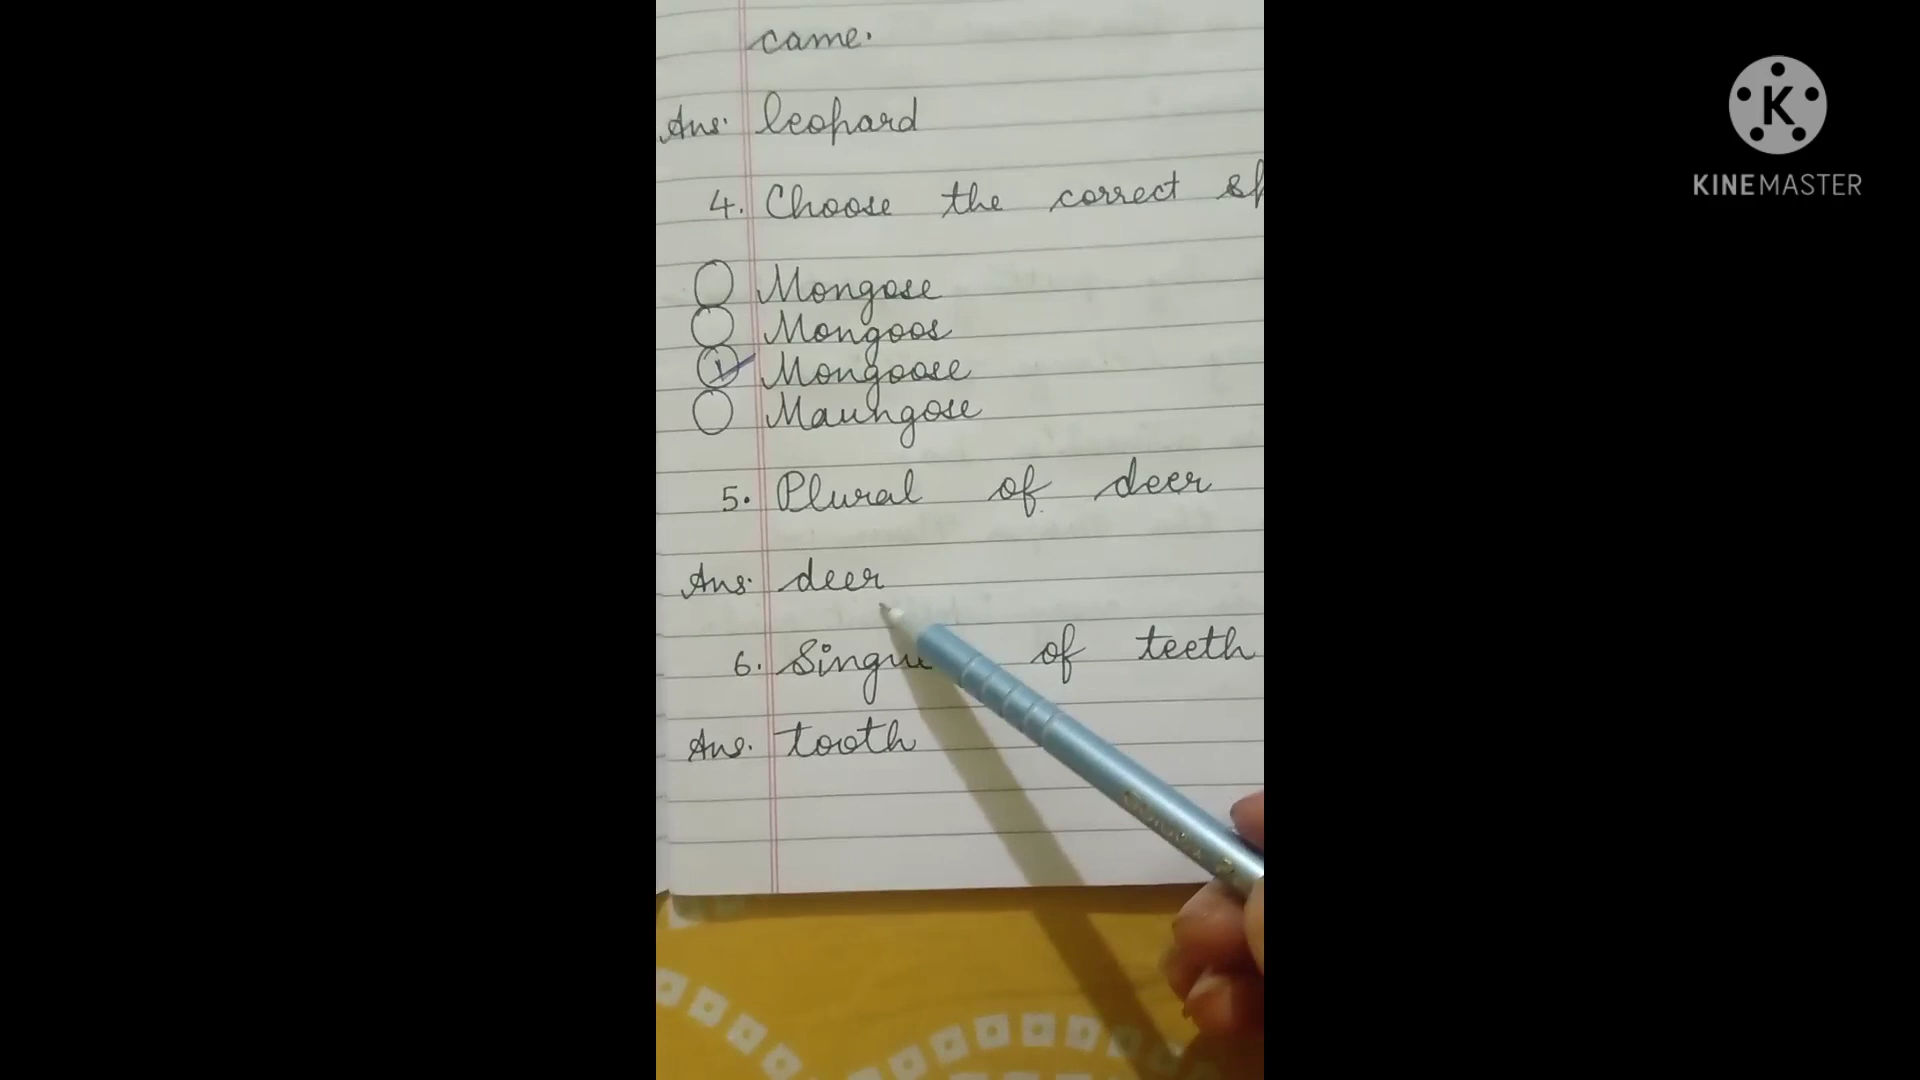 came.
Ans. leopard
4. Choose the correct
Mongose
Mongoos
Mongoose
Maungose
5. Plural of deer
Ans. deer
6. of teeth
Ans. tooth
K
KINEMASTER